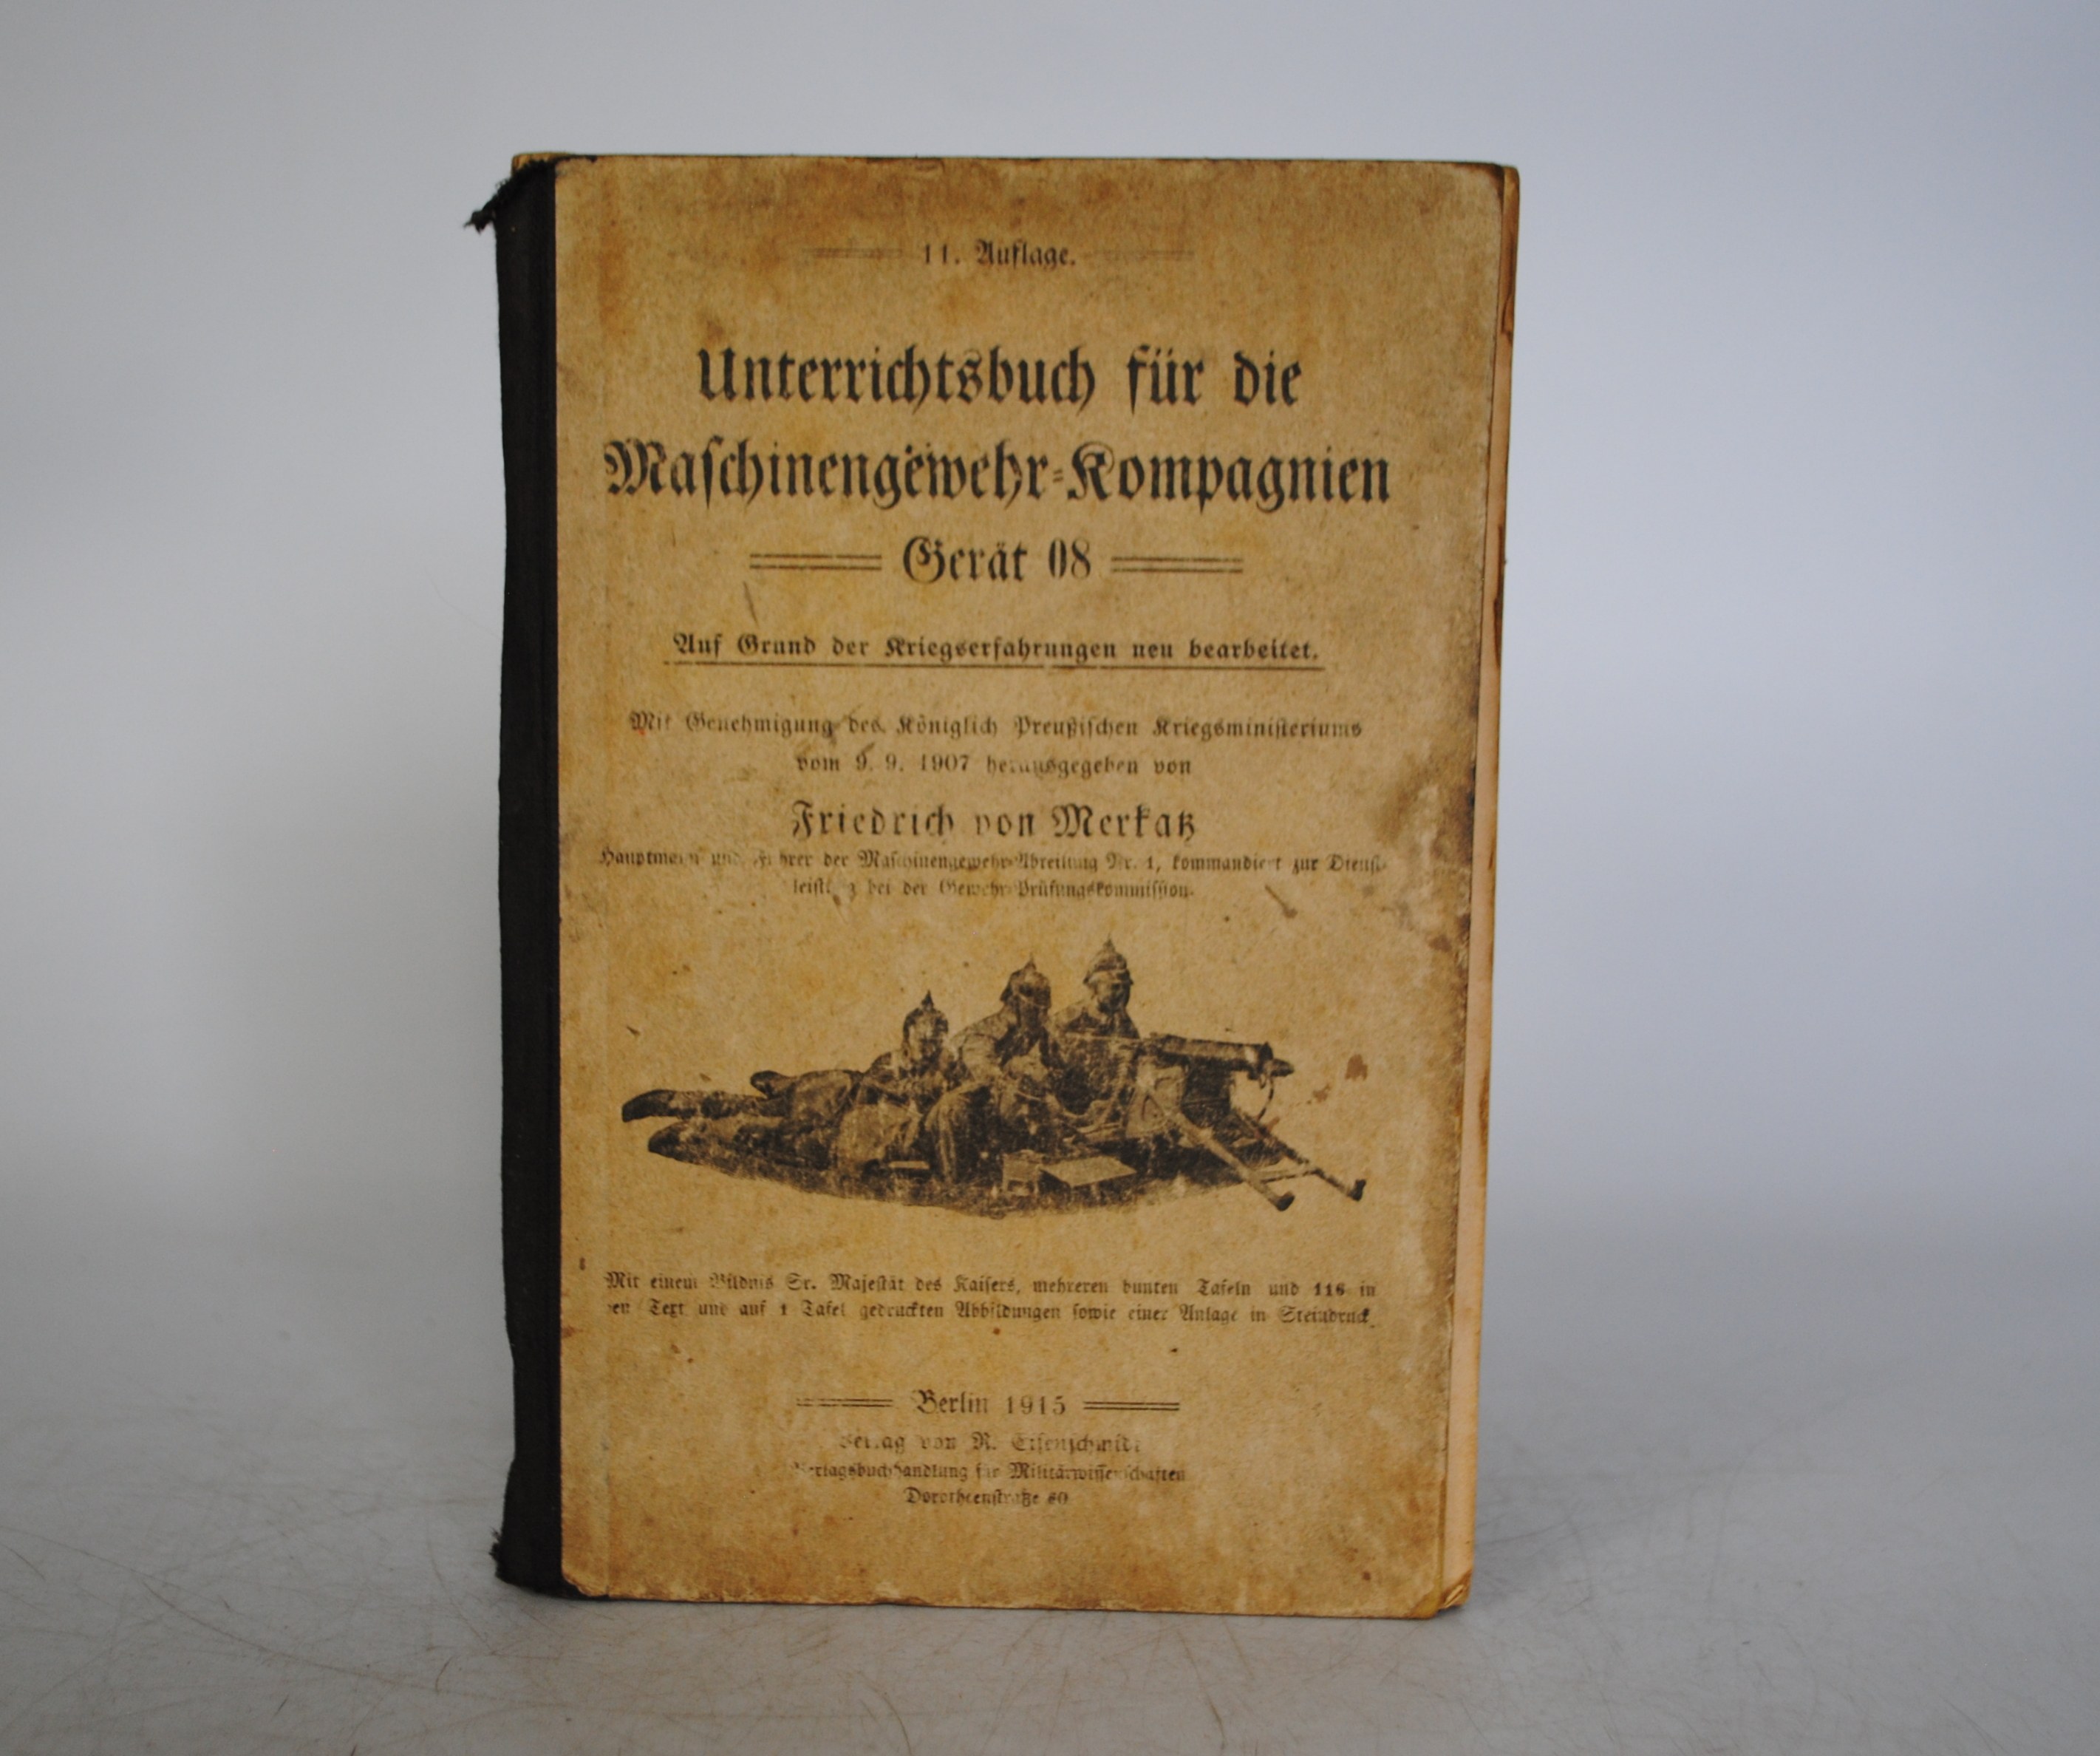 11. Auflage.
Unterrichtsbuch für die
Maschinengewehr-Kompagnien
Gerät 08
Auf Grund der Kriegserfahrungen neu bearbeitet.
Mit Genehmigung des Königlich Preußischen Kriegsministeriums
vom 9. 9. 1907 herausgegeben von
Friedrich von Merkatz
Hauptmann und Führer der Maschinengewehr-Abteilung Nr. 1, kommandiert zur Dienst-
leistung bei der Gewehr-Prüfungskommission.
Mit einem Bildnis Sr. Majestät des Kaisers, mehreren bunten Tafeln und 116 in
den Text und auf 1 Tafel gedruckten Abbildungen sowie einer Anlage in Steindruck.
Berlin 1915
Verlag von R. Eisenschmidt
Verlagsbuchhandlung für Militärwissenschaften
Dorotheenstraße 60